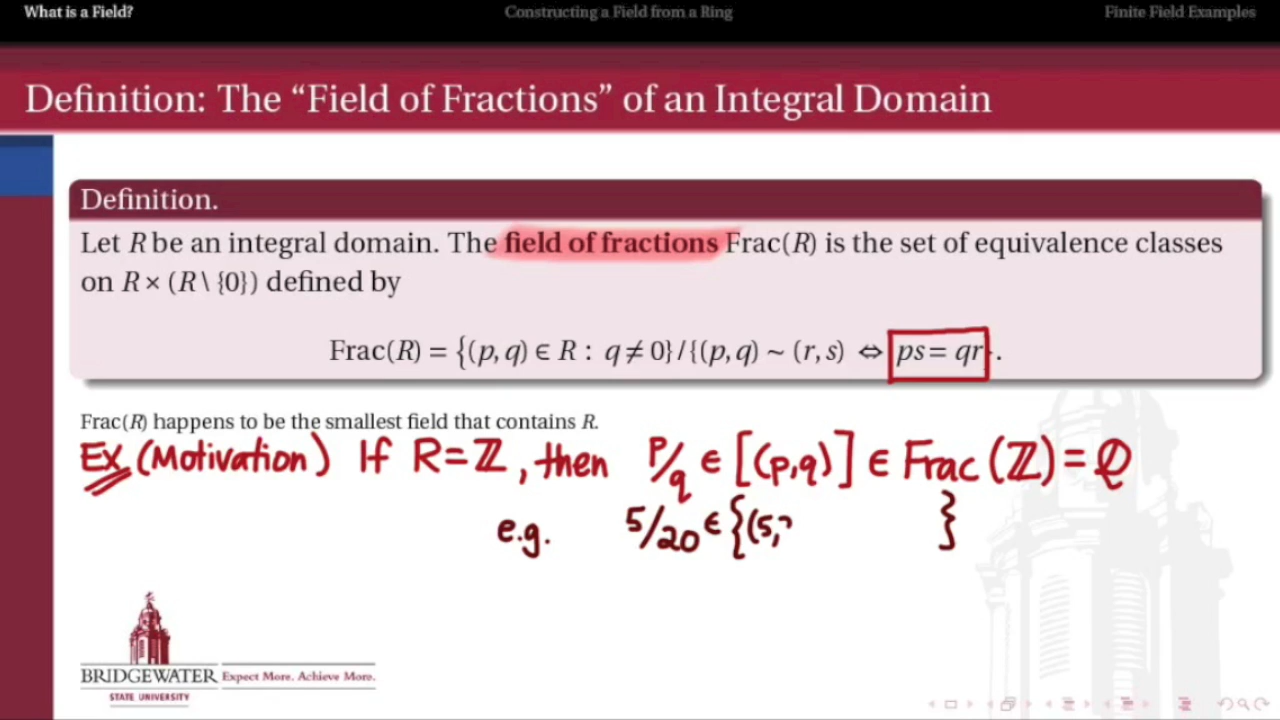 What is a Field? Constructing a Field from a Ring Finite Field Examples
Definition: The “Field of Fractions” of an Integral Domain
Definition.
Let R be an integral domain. The field of fractions Frac(R) is the set of equivalence classes
on R × (R \ {0}) defined by
Frac(R) = {(p, q) ∈ R : q ≠ 0}/{(p, q) ~ (r, s) ⇔ ps = qr}.
Frac(R) happens to be the smallest field that contains R.
Ex (Motivation) If R=ℤ, then P/q ∈ [(p,q)] ∈ Frac(ℤ)=ℚ
e.g. 5/20 ∈ {(5, }
BRIDGEWATER Expect More. Achieve More.
STATE UNIVERSITY